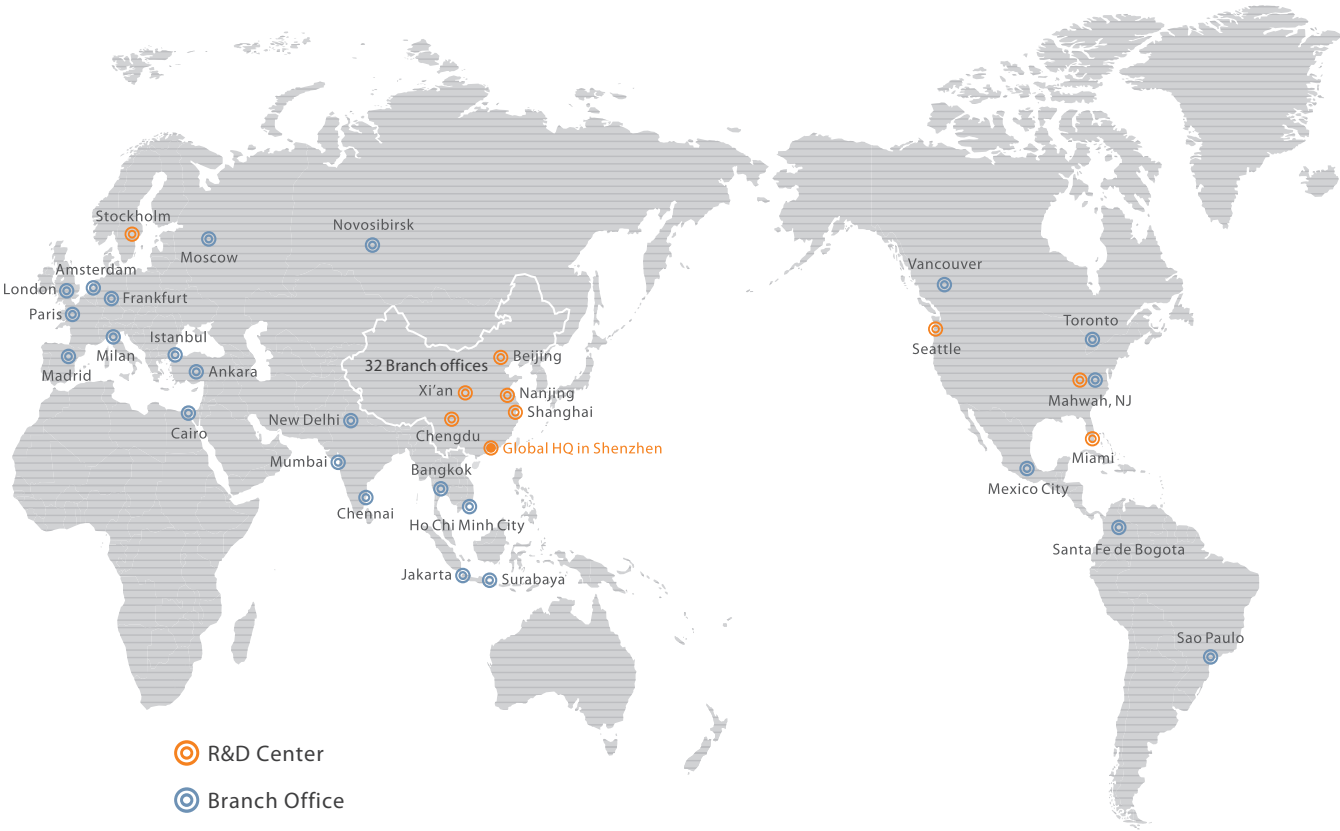 Stockholm
Novosibirsk
Moscow
Amsterdam
London
Frankfurt
Paris
Istanbul
Milan
Madrid
Ankara
Cairo
32 Branch offices
Beijing
Xi’an
Nanjing
Shanghai
Chengdu
Global HQ in Shenzhen
New Delhi
Mumbai
Chennai
Bangkok
Ho Chi Minh City
Jakarta
Surabaya
Vancouver
Seattle
Toronto
Mahwah, NJ
Miami
Mexico City
Santa Fe de Bogota
Sao Paulo
R&D Center
Branch Office